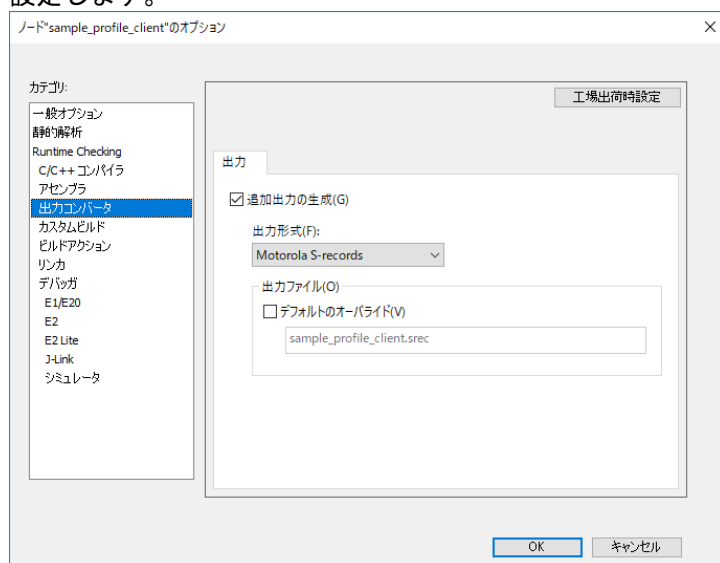 設定します。
ノード"sample_profile_client"のオプション
カテゴリ:
一般オプション
静的解析
Runtime Checking
C/C++ コンパイラ
アセンブラ
出力コンバータ
カスタムビルド
ビルドアクション
リンカ
デバッガ
E1/E20
E2
E2 Lite
J-Link
シミュレータ
工場出荷時設定
出力
追加出力の生成(G)
出力形式(F):
Motorola S-records
出力ファイル(O)
デフォルトのオーバライド(V)
sample_profile_client.srec
OK
キャンセル